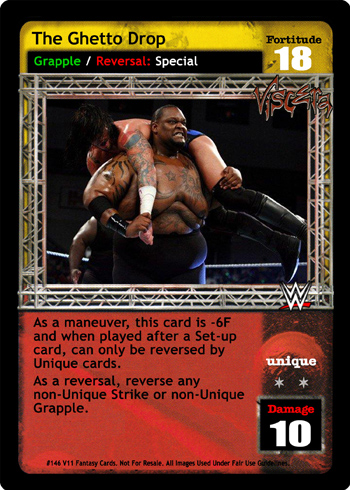 The Ghetto Drop
Fortitude
18
Grapple / Reversal: Special
Viscera
W
As a maneuver, this card is -6F
and when played after a Set-up
card, can only be reversed by
Unique cards.
As a reversal, reverse any
non-Unique Strike or non-Unique
Grapple.
unique
Damage
10
#146 V11 Fantasy Cards. Not For Resale. All Images Used Under Fair Use Guidelines.